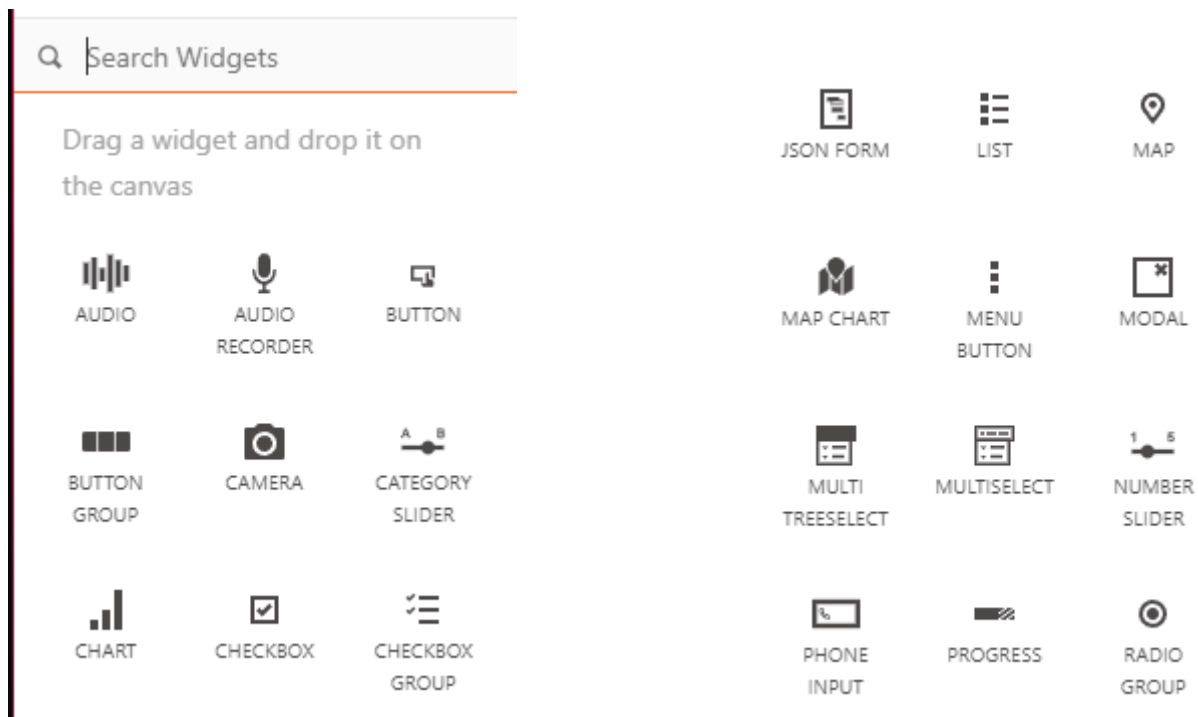 Search Widgets
Drag a widget and drop it on
the canvas
AUDIO
AUDIO
RECORDER
BUTTON
BUTTON
GROUP
CAMERA
A B
CATEGORY
SLIDER
CHART
CHECKBOX
CHECKBOX
GROUP
JSON FORM
LIST
MAP
MAP CHART
MENU
BUTTON
MODAL
MULTI
TREESELECT
MULTISELECT
1 5
NUMBER
SLIDER
PHONE
INPUT
PROGRESS
RADIO
GROUP